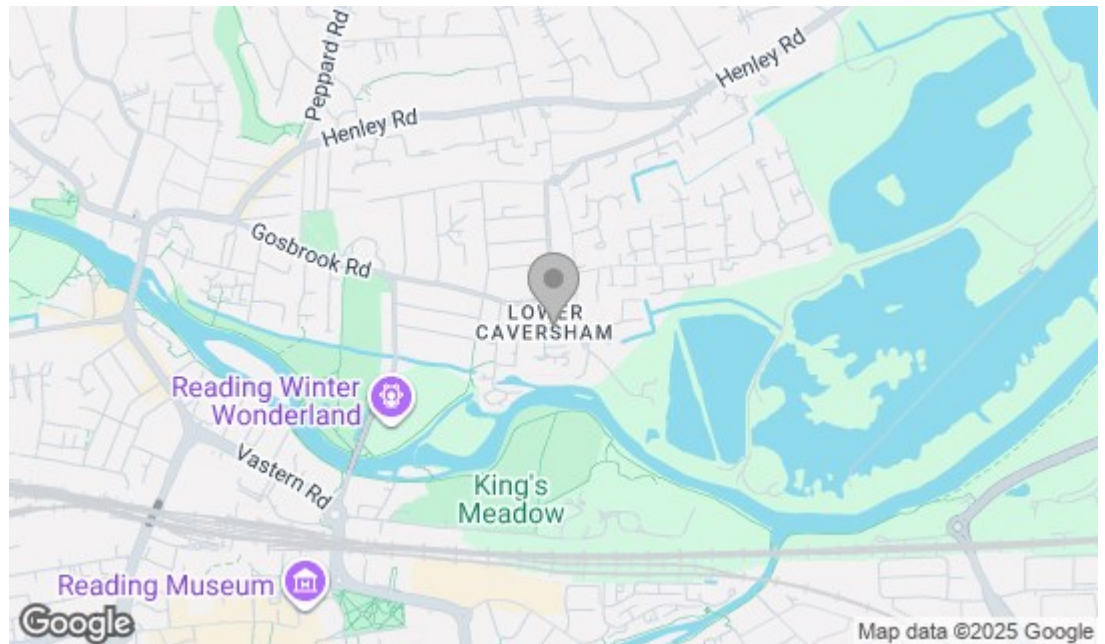 Peppard Rd
Henley Rd
Henley Rd
Gosbrook Rd
LOWER
CAVERSHAM
Reading Winter
Wonderland
Vastern Rd
King's
Meadow
Reading Museum
Google
Map data ©2025 Google